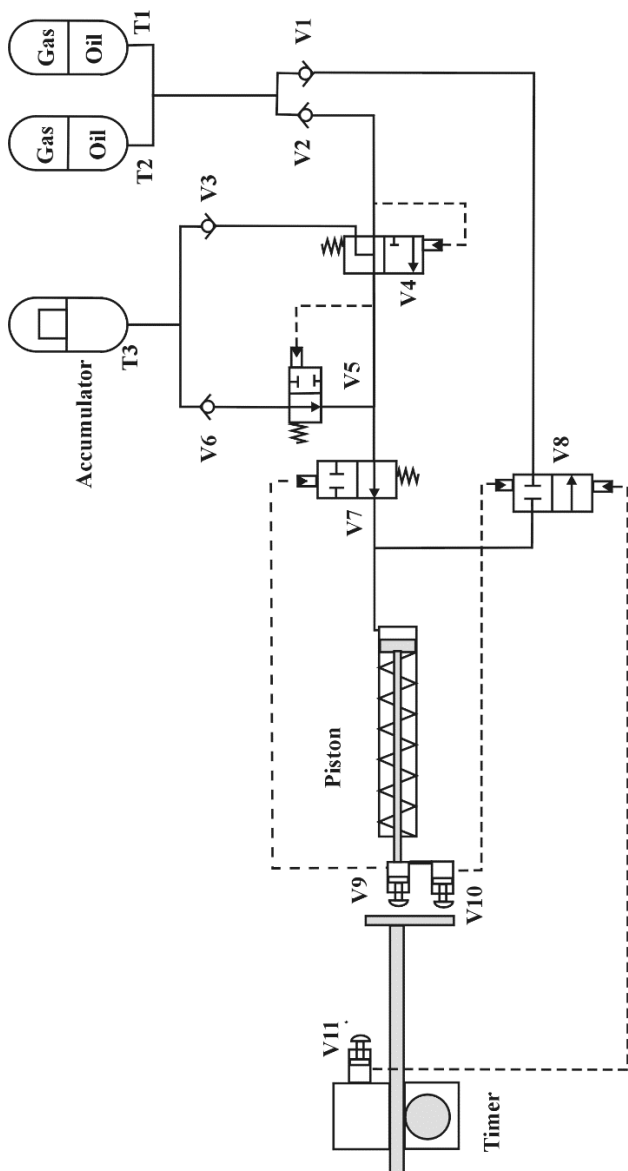 Gas
Oil
T1
Gas
Oil
T2
V1
V2
V3
Accumulator
T3
V4
V5
V6
V7
V8
Piston
V9
V10
V11
Timer